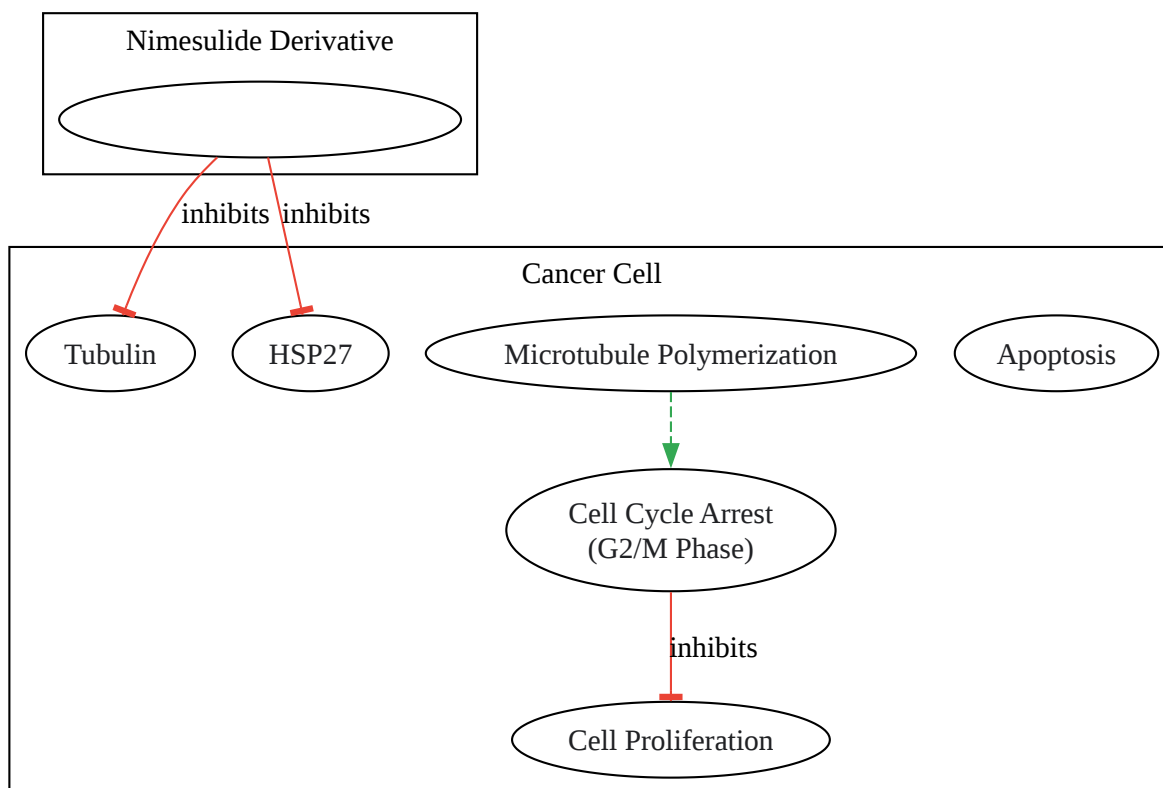 Nimesulide Derivative
inhibits
inhibits
Cancer Cell
Tubulin
HSP27
Microtubule Polymerization
Apoptosis
Cell Cycle Arrest
(G2/M Phase)
inhibits
Cell Proliferation